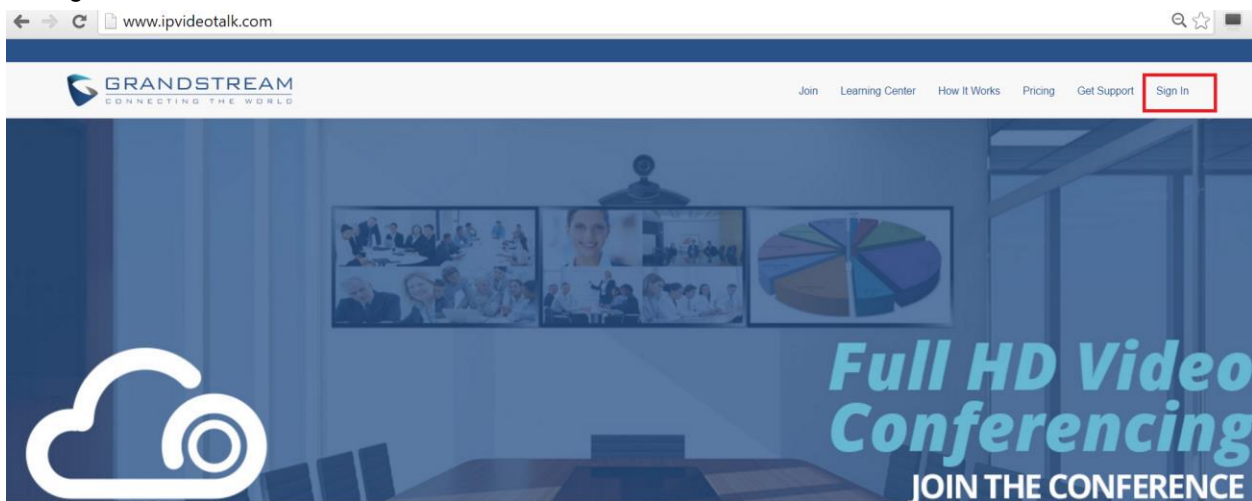 www.ipvideotalk.com
GRANDSTREAM
CONNECTING THE WORLD
Join Learning Center How It Works Pricing Get Support Sign In
Full HD Video
Conferencing
JOIN THE CONFERENCE